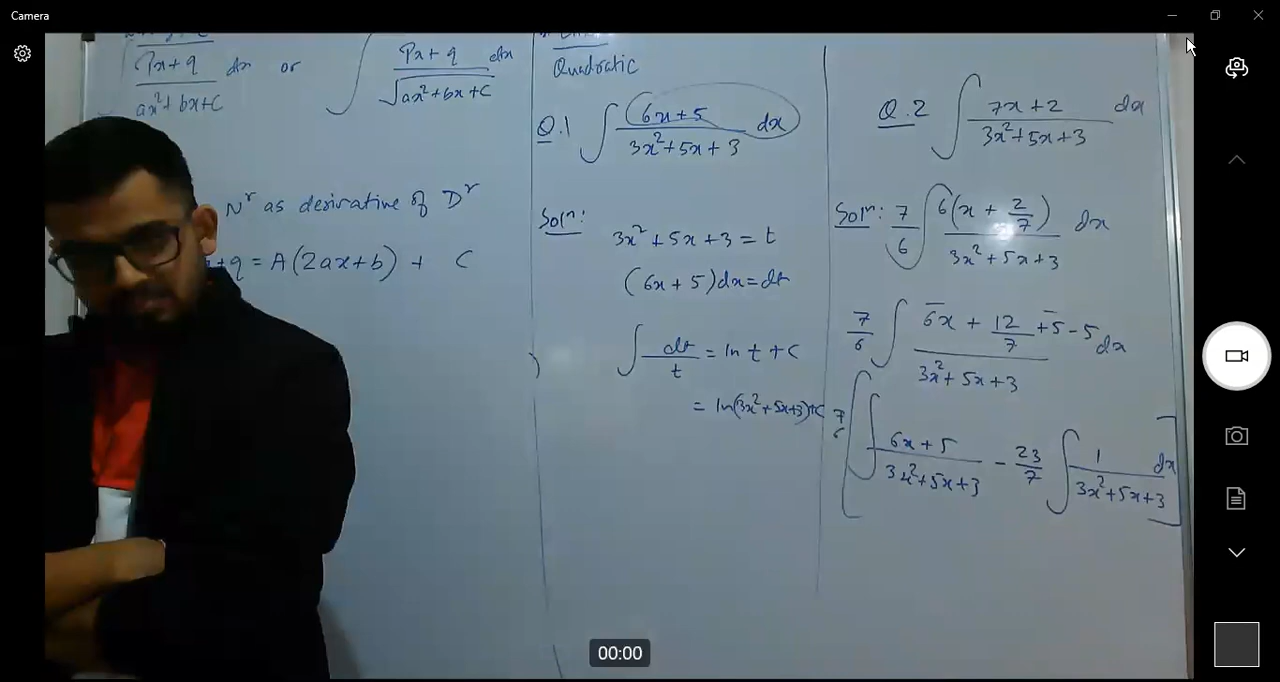 Camera
px+q / ax²+bx+c dx or ∫ px+q / √ax²+bx+c dx
Nʳ as derivative of Dʳ
+q = A(2ax+b) + C
Quadratic
Q.1 ∫ 6x+5 / 3x²+5x+3 dx
Solⁿ:
3x²+5x+3 = t
(6x+5)dx = dt
∫ dt/t = ln t + c
= ln(3x²+5x+3)+c
Q.2 ∫ 7x+2 / 3x²+5x+3 dx
Solⁿ: 7/6 ∫ 6(x + 2/7) / 3x²+5x+3 dx
7/6 ∫ 6x + 12/7 +5-5 / 3x²+5x+3 dx
7/6 [∫ 6x+5 / 3x²+5x+3 - 23/7 ∫ 1 / 3x²+5x+3 dx]
00:00